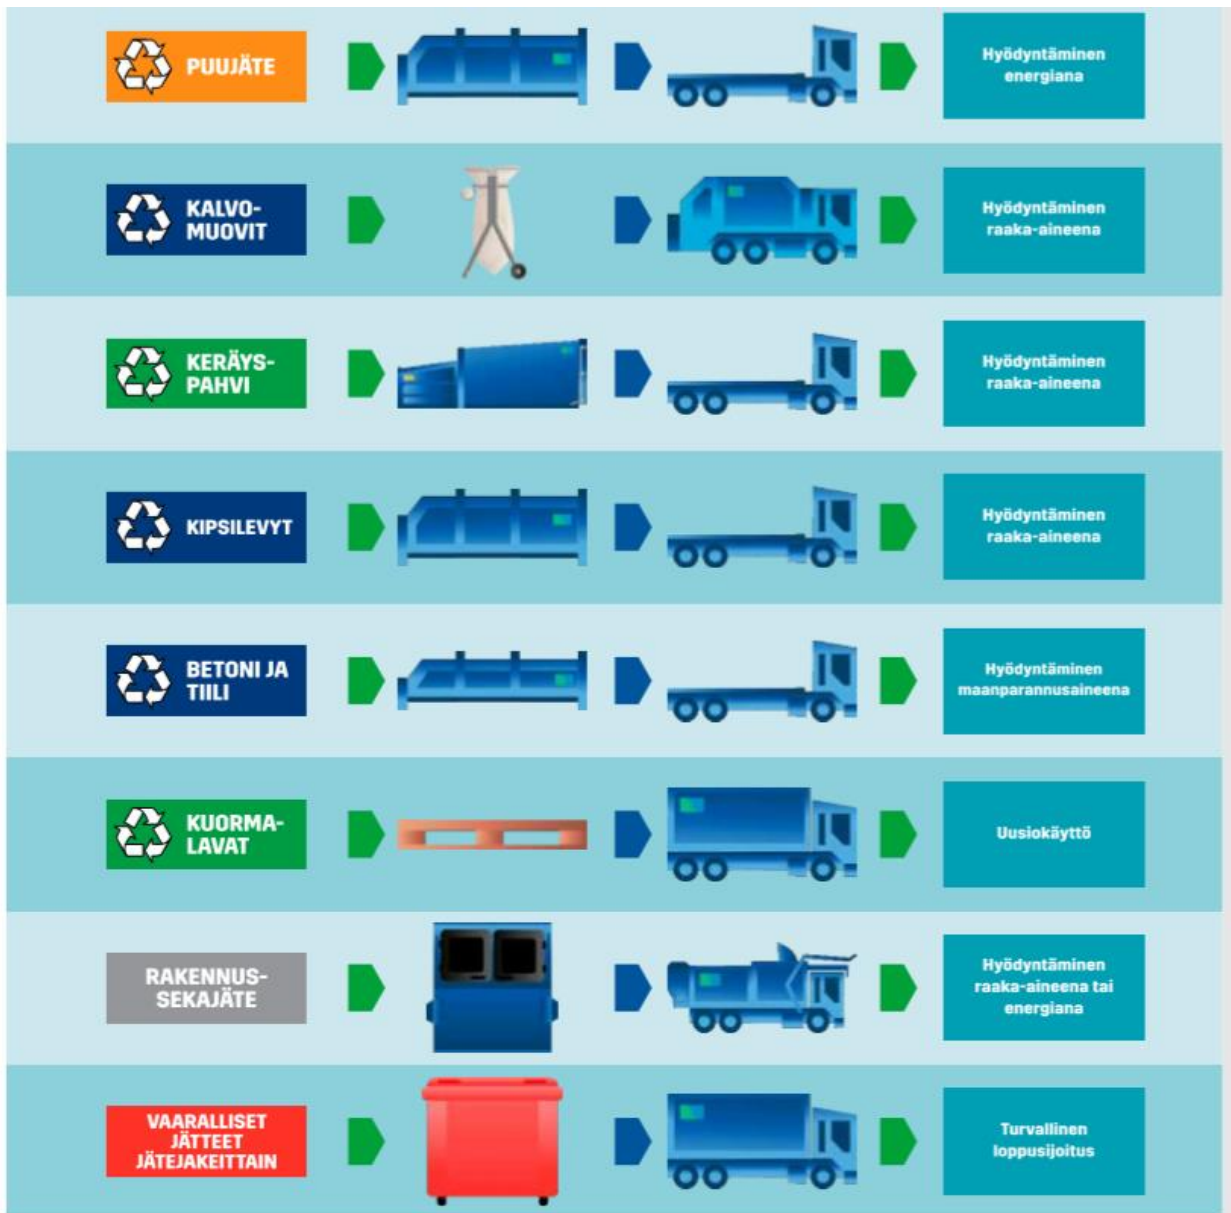 PUUJÄTE
Hyödyntäminen
energiana
KALVO-
MUOVIT
Hyödyntäminen
raaka-aineena
KERÄYS-
PAHVI
Hyödyntäminen
raaka-aineena
KIPSILEVYT
Hyödyntäminen
raaka-aineena
BETONI JA
TIILI
Hyödyntäminen
maanparannusaineena
KUORMA-
LAVAT
Uusiokäyttö
RAKENNUS-
SEKAJÄTE
Hyödyntäminen
raaka-aineena tai
energiana
VAARALLISET
JÄTTEET
JÄTEJAKEITTAIN
Turvallinen
loppusijoitus